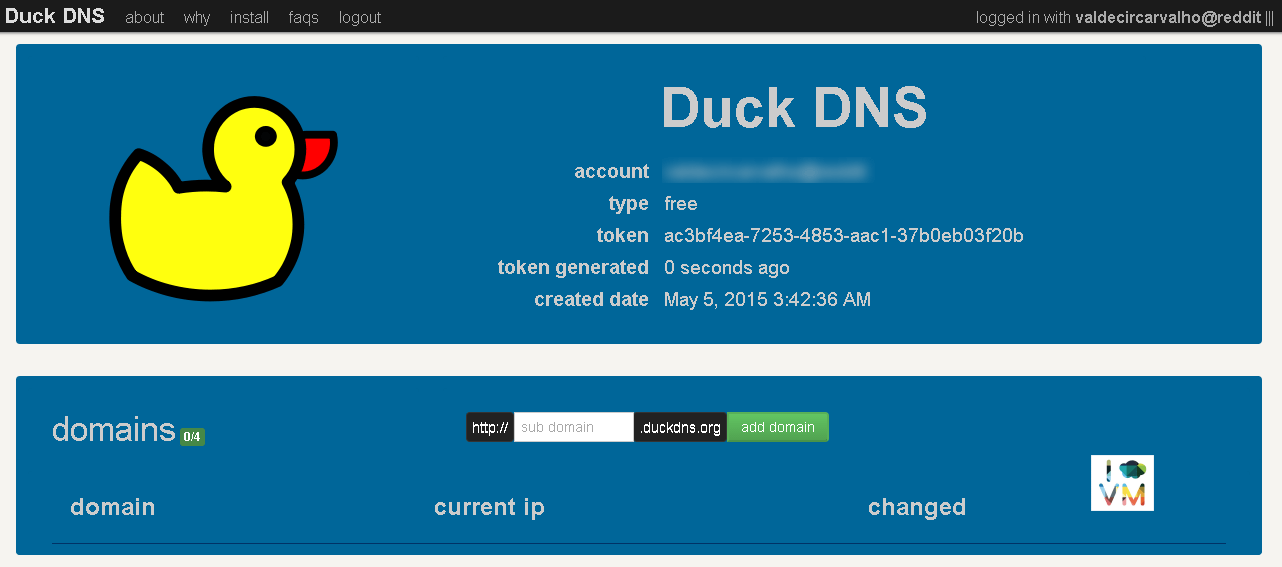 Duck DNS about why install faqs logout logged in with valdecircarvalho@reddit |||
Duck DNS
account
type free
token ac3bf4ea-7253-4853-aac1-37b0eb03f20b
token generated 0 seconds ago
created date May 5, 2015 3:42:36 AM
domains 0/4 http:// sub domain .duckdns.org add domain
I
VM
domain current ip changed